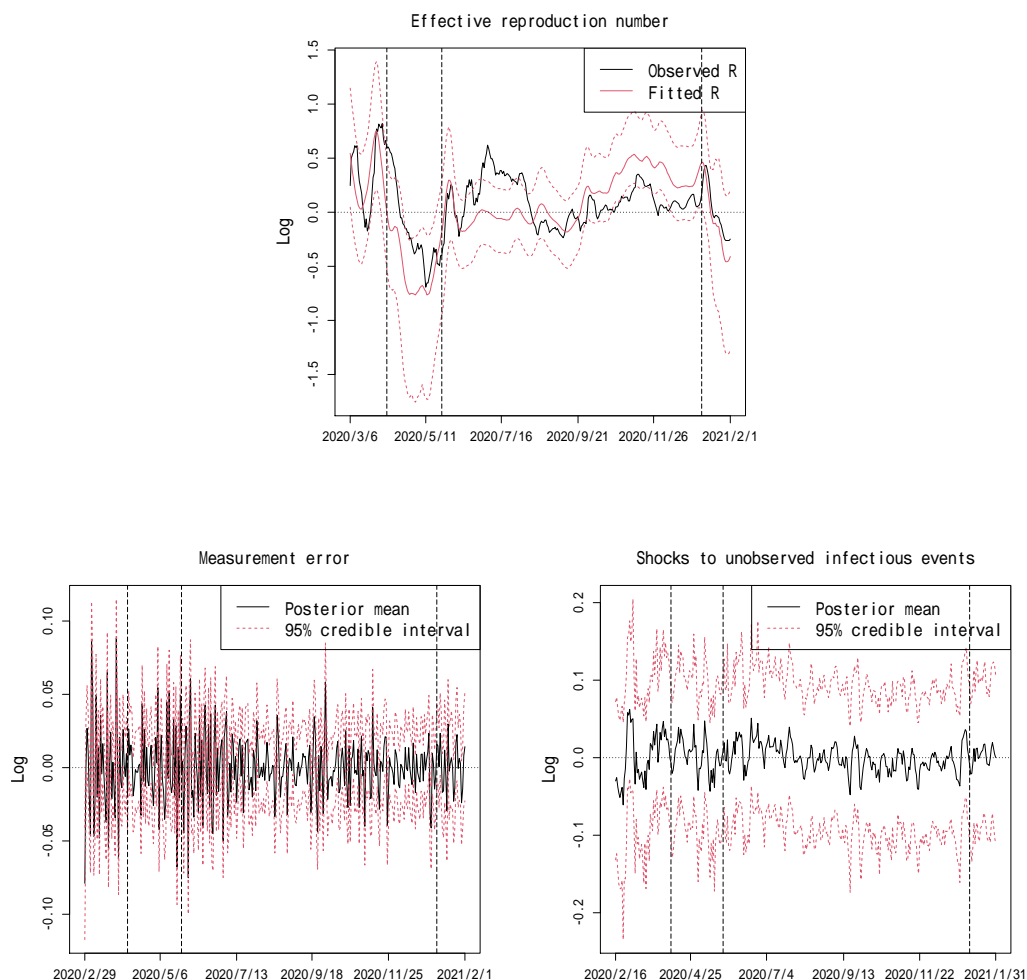 Effective reproduction number
Log
1.5
1.0
0.5
0.0
-0.5
-1.0
-1.5
Observed R
Fitted R
2020/3/6 2020/5/11 2020/7/16 2020/9/21 2020/11/26 2021/2/1
Measurement error
Log
0.10
0.05
0.00
-0.05
-0.10
Posterior mean
95% credible interval
2020/2/29 2020/5/6 2020/7/13 2020/9/18 2020/11/25 2021/2/1
Shocks to unobserved infectious events
Log
0.2
0.1
0.0
-0.1
-0.2
Posterior mean
95% credible interval
2020/2/16 2020/4/25 2020/7/4 2020/9/13 2020/11/22 2021/1/31